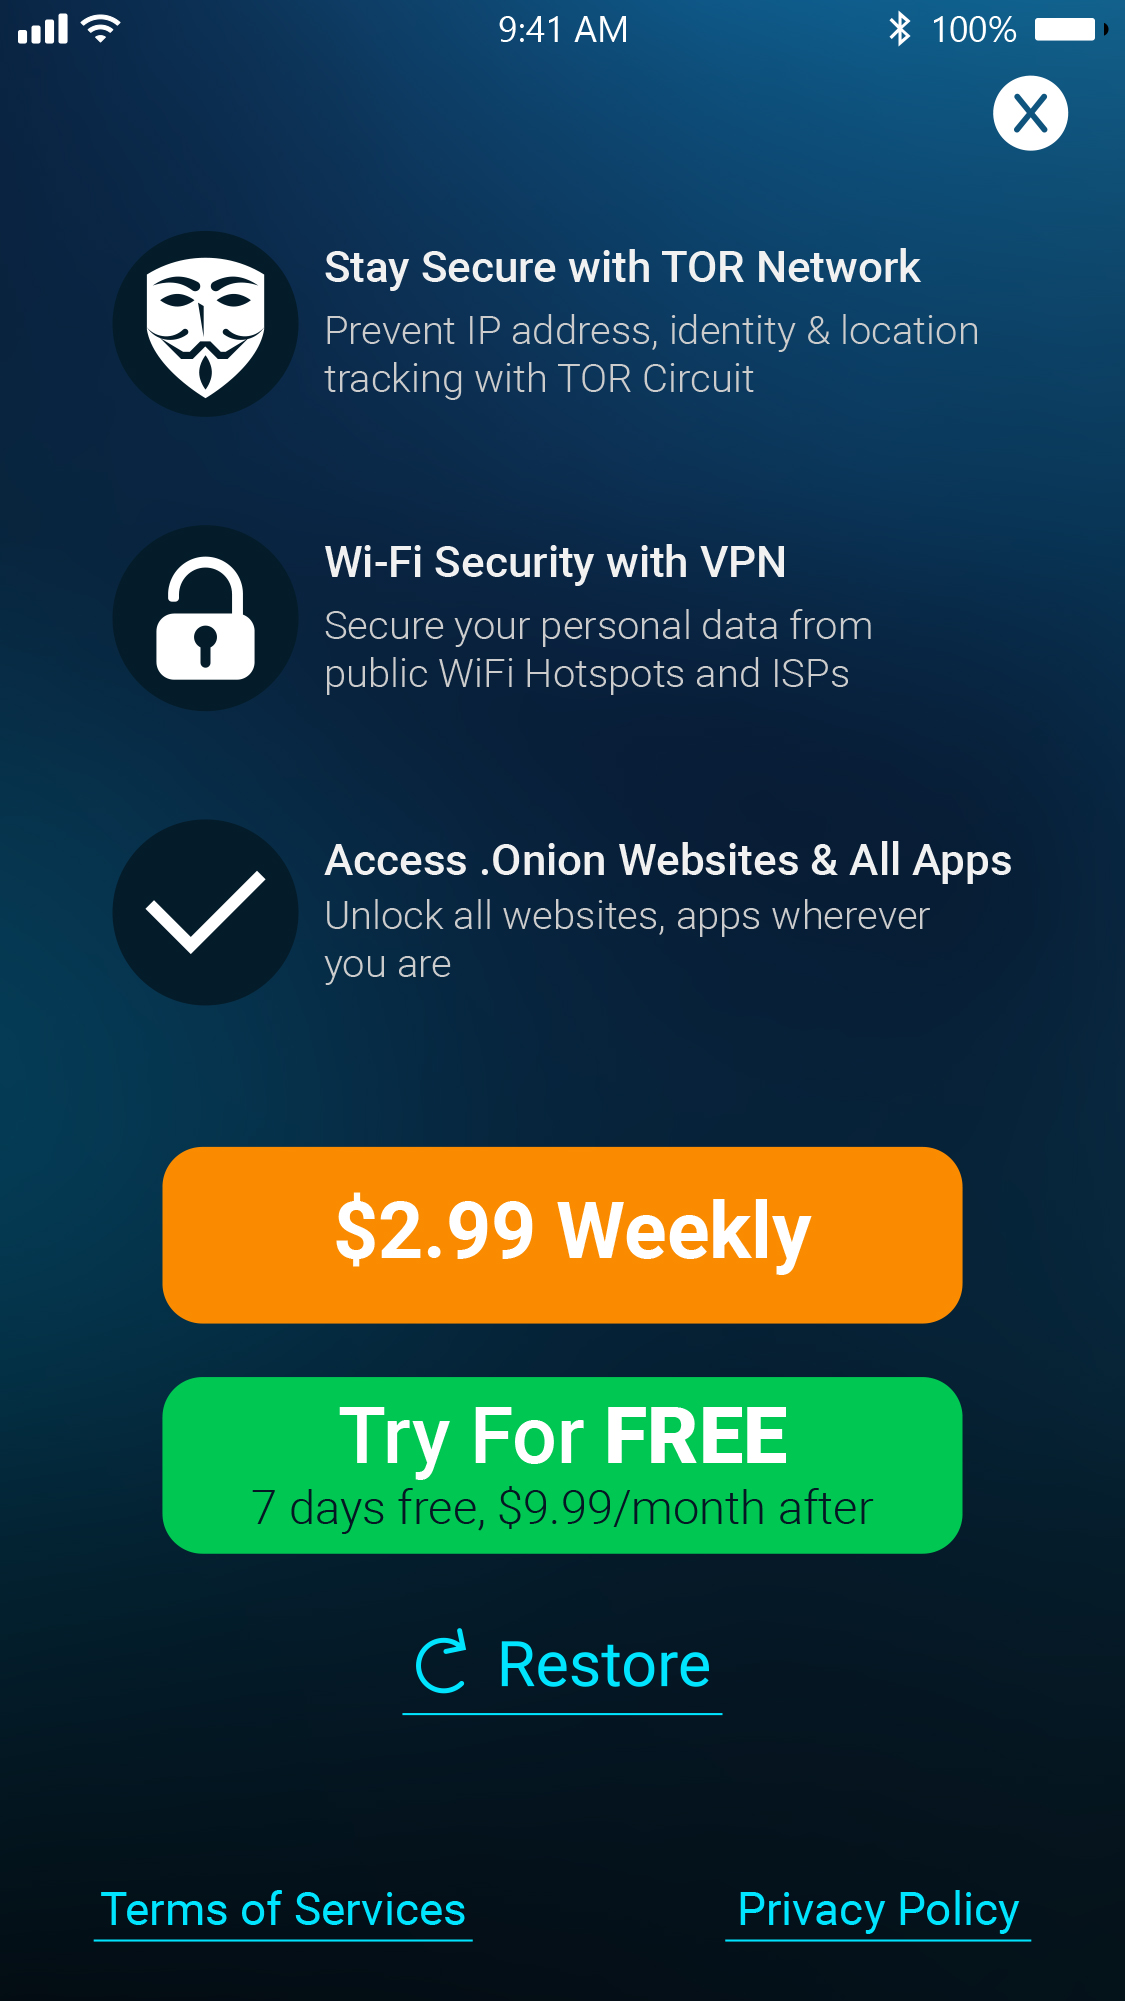 9:41 AM 100%
X
Stay Secure with TOR Network
Prevent IP address, identity & location
tracking with TOR Circuit
Wi-Fi Security with VPN
Secure your personal data from
public WiFi Hotspots and ISPs
Access .Onion Websites & All Apps
Unlock all websites, apps wherever
you are
$2.99 Weekly
Try For FREE
7 days free, $9.99/month after
Restore
Terms of Services Privacy Policy